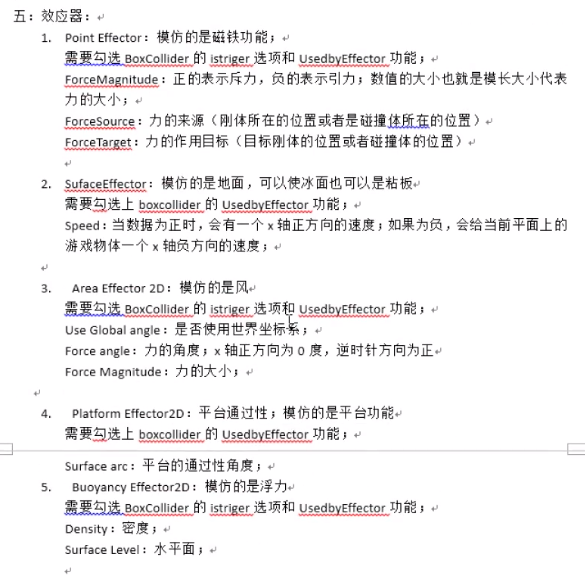 五：效应器：
1. Point Effector：模仿的是磁铁功能；
需要勾选 BoxCollider 的 istriger 选项和 UsedbyEffector 功能；
ForceMagnitude：正的表示斥力，负的表示引力；数值的大小也就是模长大小代表
力的大小；
ForceSource：力的来源（刚体所在的位置或者是碰撞体所在的位置）
ForceTarget：力的作用目标（目标刚体的位置或者碰撞体的位置）
2. SufaceEffector：模仿的是地面，可以使冰面也可以是粘板
需要勾选上 boxcollider 的 UsedbyEffector 功能；
Speed：当数据为正时，会有一个 x 轴正方向的速度；如果为负，会给当前平面上的
游戏物体一个 x 轴负方向的速度；
3. Area Effector 2D：模仿的是风
需要勾选 BoxCollider 的 istriger 选项和 UsedbyEffector 功能；
Use Global angle：是否使用世界坐标系；
Force angle：力的角度；x 轴正方向为 0 度，逆时针方向为正
Force Magnitude：力的大小；
4. Platform Effector2D：平台通过性；模仿的是平台功能
需要勾选上 boxcollider 的 UsedbyEffector 功能；
Surface arc：平台的通过性角度；
5. Buoyancy Effector2D：模仿的是浮力
需要勾选 BoxCollider 的 istriger 选项和 UsedbyEffector 功能；
Density：密度；
Surface Level：水平面；